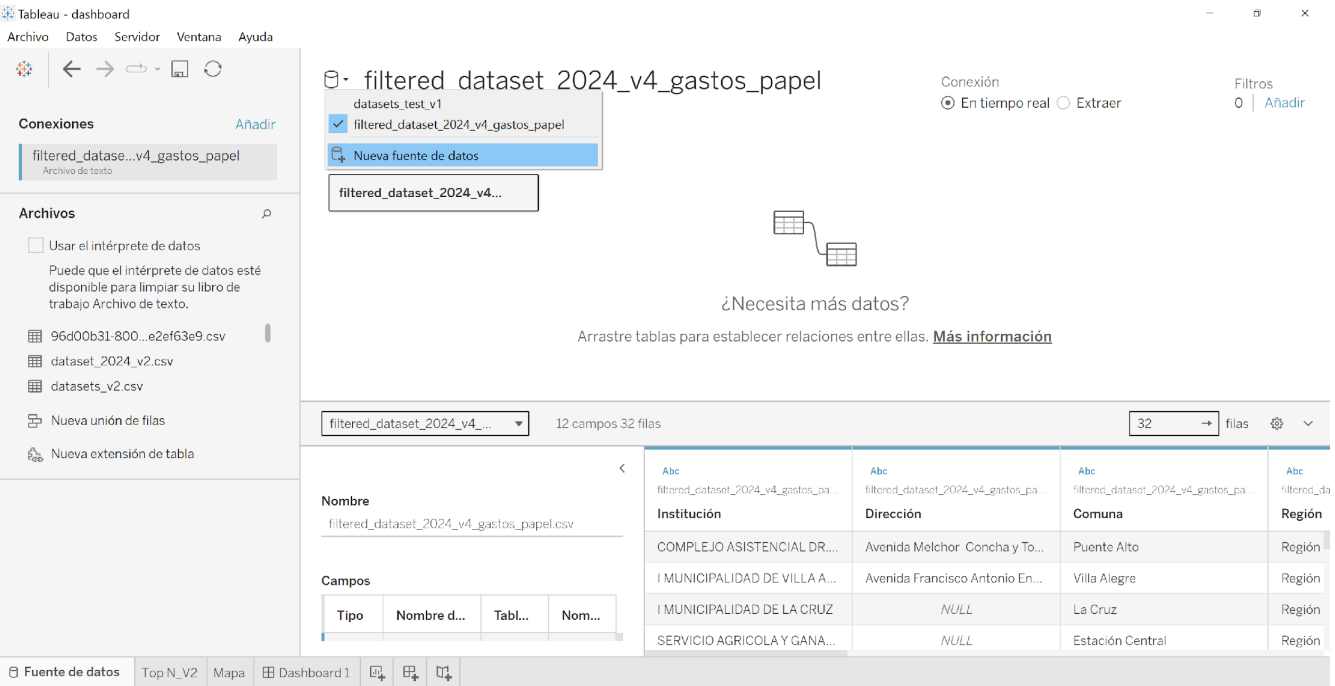 Tableau - dashboard
Archivo Datos Servidor Ventana Ayuda
filtered_dataset_2024_v4_gastos_papel
Conexión
En tiempo real Extraer
Filtros
0 Añadir
datasets_test_v1
filtered_dataset_2024_v4_gastos_papel
Nueva fuente de datos
filtered_dataset_2024_v4...
Conexiones Añadir
filtered_datase...v4_gastos_papel
Archivo de texto
Archivos
Usar el intérprete de datos
Puede que el intérprete de datos esté
disponible para limpiar su libro de
trabajo Archivo de texto.
96d00b31-800...e2ef63e9.csv
dataset_2024_v2.csv
datasets_v2.csv
Nueva unión de filas
Nueva extensión de tabla
¿Necesita más datos?
Arrastre tablas para establecer relaciones entre ellas. Más información
filtered_dataset_2024_v4_... 12 campos 32 filas 32 → filas
Nombre
filtered_dataset_2024_v4_gastos_papel.csv
Campos
Tipo Nombre d... Tabl... Nom...
Abc Abc Abc Abc
filtered_dataset_2024_v4_gastos_pa... filtered_dataset_2024_v4_gastos_pa... filtered_dataset_2024_v4_gastos_pa... filtered_da
Institución Dirección Comuna Región
COMPLEJO ASISTENCIAL DR.... Avenida Melchor Concha y To... Puente Alto Región
I MUNICIPALIDAD DE VILLA A... Avenida Francisco Antonio En... Villa Alegre Región
I MUNICIPALIDAD DE LA CRUZ NULL La Cruz Región
SERVICIO AGRICOLA Y GANA... NULL Estación Central Región
Fuente de datos Top N_V2 Mapa Dashboard 1